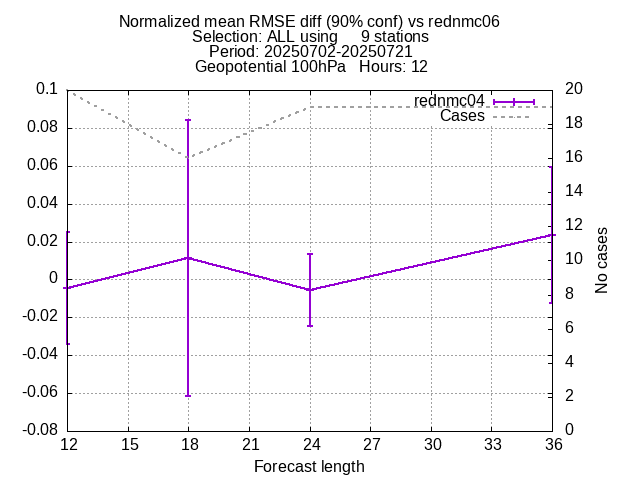 Normalized mean RMSE diff (90% conf) vs rednmc06
Selection: ALL using     9 stations
Period: 20250702-20250721
Geopotential 100hPa   Hours: 12
rednmc04
Cases
0.1
0.08
0.06
0.04
0.02
0
-0.02
-0.04
-0.06
-0.08
20
18
16
14
12
10
8
6
4
2
0
No cases
12 15 18 21 24 27 30 33 36
Forecast length